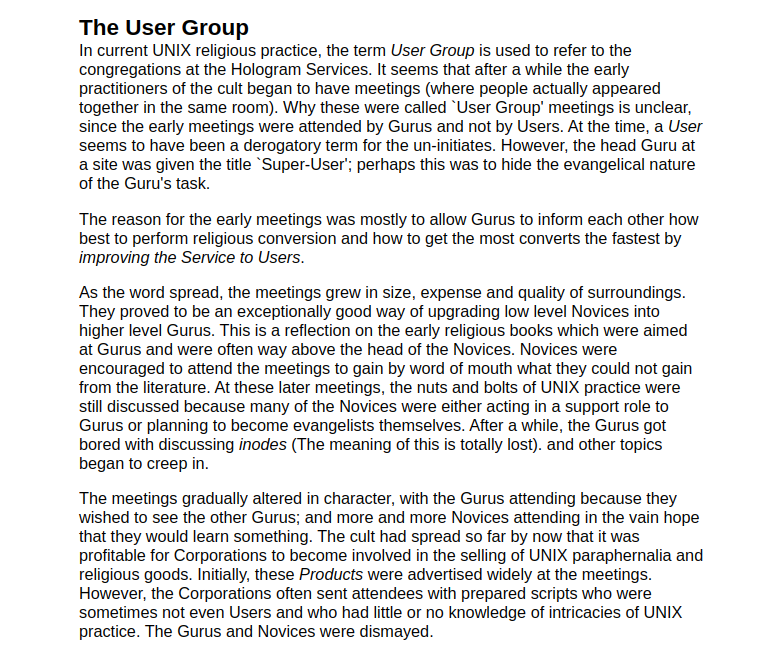 The User Group
In current UNIX religious practice, the term User Group is used to refer to the
congregations at the Hologram Services. It seems that after a while the early
practitioners of the cult began to have meetings (where people actually appeared
together in the same room). Why these were called `User Group' meetings is unclear,
since the early meetings were attended by Gurus and not by Users. At the time, a User
seems to have been a derogatory term for the un-initiates. However, the head Guru at
a site was given the title `Super-User'; perhaps this was to hide the evangelical nature
of the Guru's task.
The reason for the early meetings was mostly to allow Gurus to inform each other how
best to perform religious conversion and how to get the most converts the fastest by
improving the Service to Users.
As the word spread, the meetings grew in size, expense and quality of surroundings.
They proved to be an exceptionally good way of upgrading low level Novices into
higher level Gurus. This is a reflection on the early religious books which were aimed
at Gurus and were often way above the head of the Novices. Novices were
encouraged to attend the meetings to gain by word of mouth what they could not gain
from the literature. At these later meetings, the nuts and bolts of UNIX practice were
still discussed because many of the Novices were either acting in a support role to
Gurus or planning to become evangelists themselves. After a while, the Gurus got
bored with discussing inodes (The meaning of this is totally lost). and other topics
began to creep in.
The meetings gradually altered in character, with the Gurus attending because they
wished to see the other Gurus; and more and more Novices attending in the vain hope
that they would learn something. The cult had spread so far by now that it was
profitable for Corporations to become involved in the selling of UNIX paraphernalia and
religious goods. Initially, these Products were advertised widely at the meetings.
However, the Corporations often sent attendees with prepared scripts who were
sometimes not even Users and who had little or no knowledge of intricacies of UNIX
practice. The Gurus and Novices were dismayed.